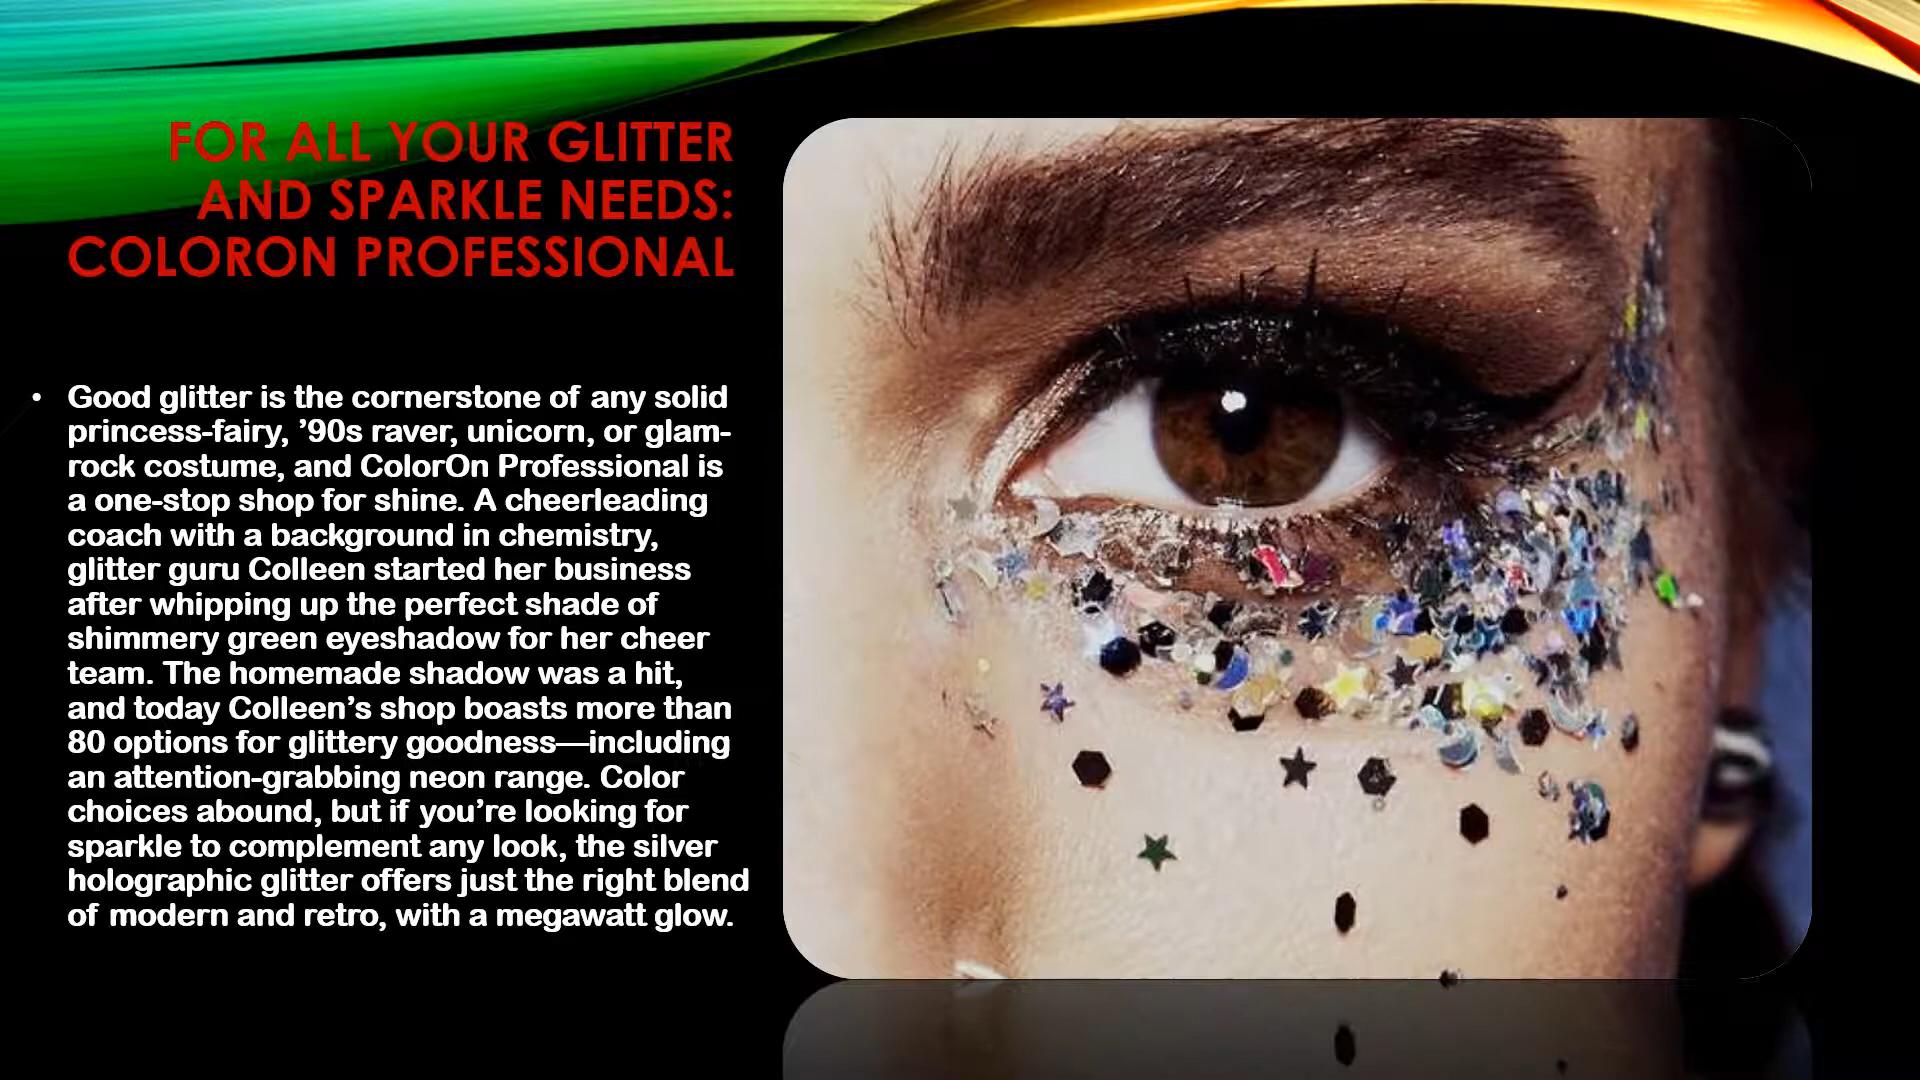 FOR ALL YOUR GLITTER
AND SPARKLE NEEDS:
COLORON PROFESSIONAL
• Good glitter is the cornerstone of any solid
princess-fairy, ’90s raver, unicorn, or glam-
rock costume, and ColorOn Professional is
a one-stop shop for shine. A cheerleading
coach with a background in chemistry,
glitter guru Colleen started her business
after whipping up the perfect shade of
shimmery green eyeshadow for her cheer
team. The homemade shadow was a hit,
and today Colleen’s shop boasts more than
80 options for glittery goodness—including
an attention-grabbing neon range. Color
choices abound, but if you’re looking for
sparkle to complement any look, the silver
holographic glitter offers just the right blend
of modern and retro, with a megawatt glow.